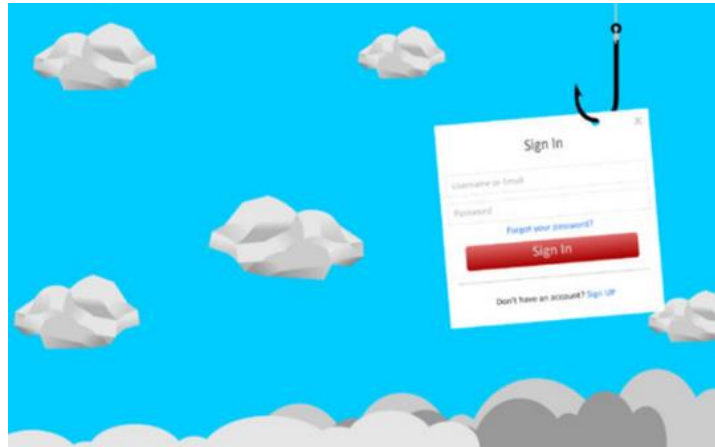 Sign In
Username or Email
Password
Forgot your password?
Sign In
Don't have an account? Sign UP